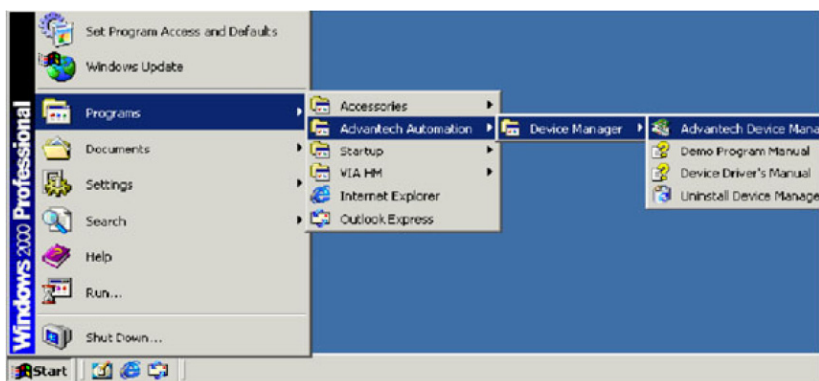 Windows 2000 Professional
Set Program Access and Defaults
Windows Update
Programs
Documents
Settings
Search
Help
Run...
Shut Down...
Start
Accessories
Advantech Automation
Startup
VIA HM
Internet Explorer
Outlook Express
Device Manager
Advantech Device Mana
Demo Program Manual
Device Driver's Manual
Uninstall Device Manage